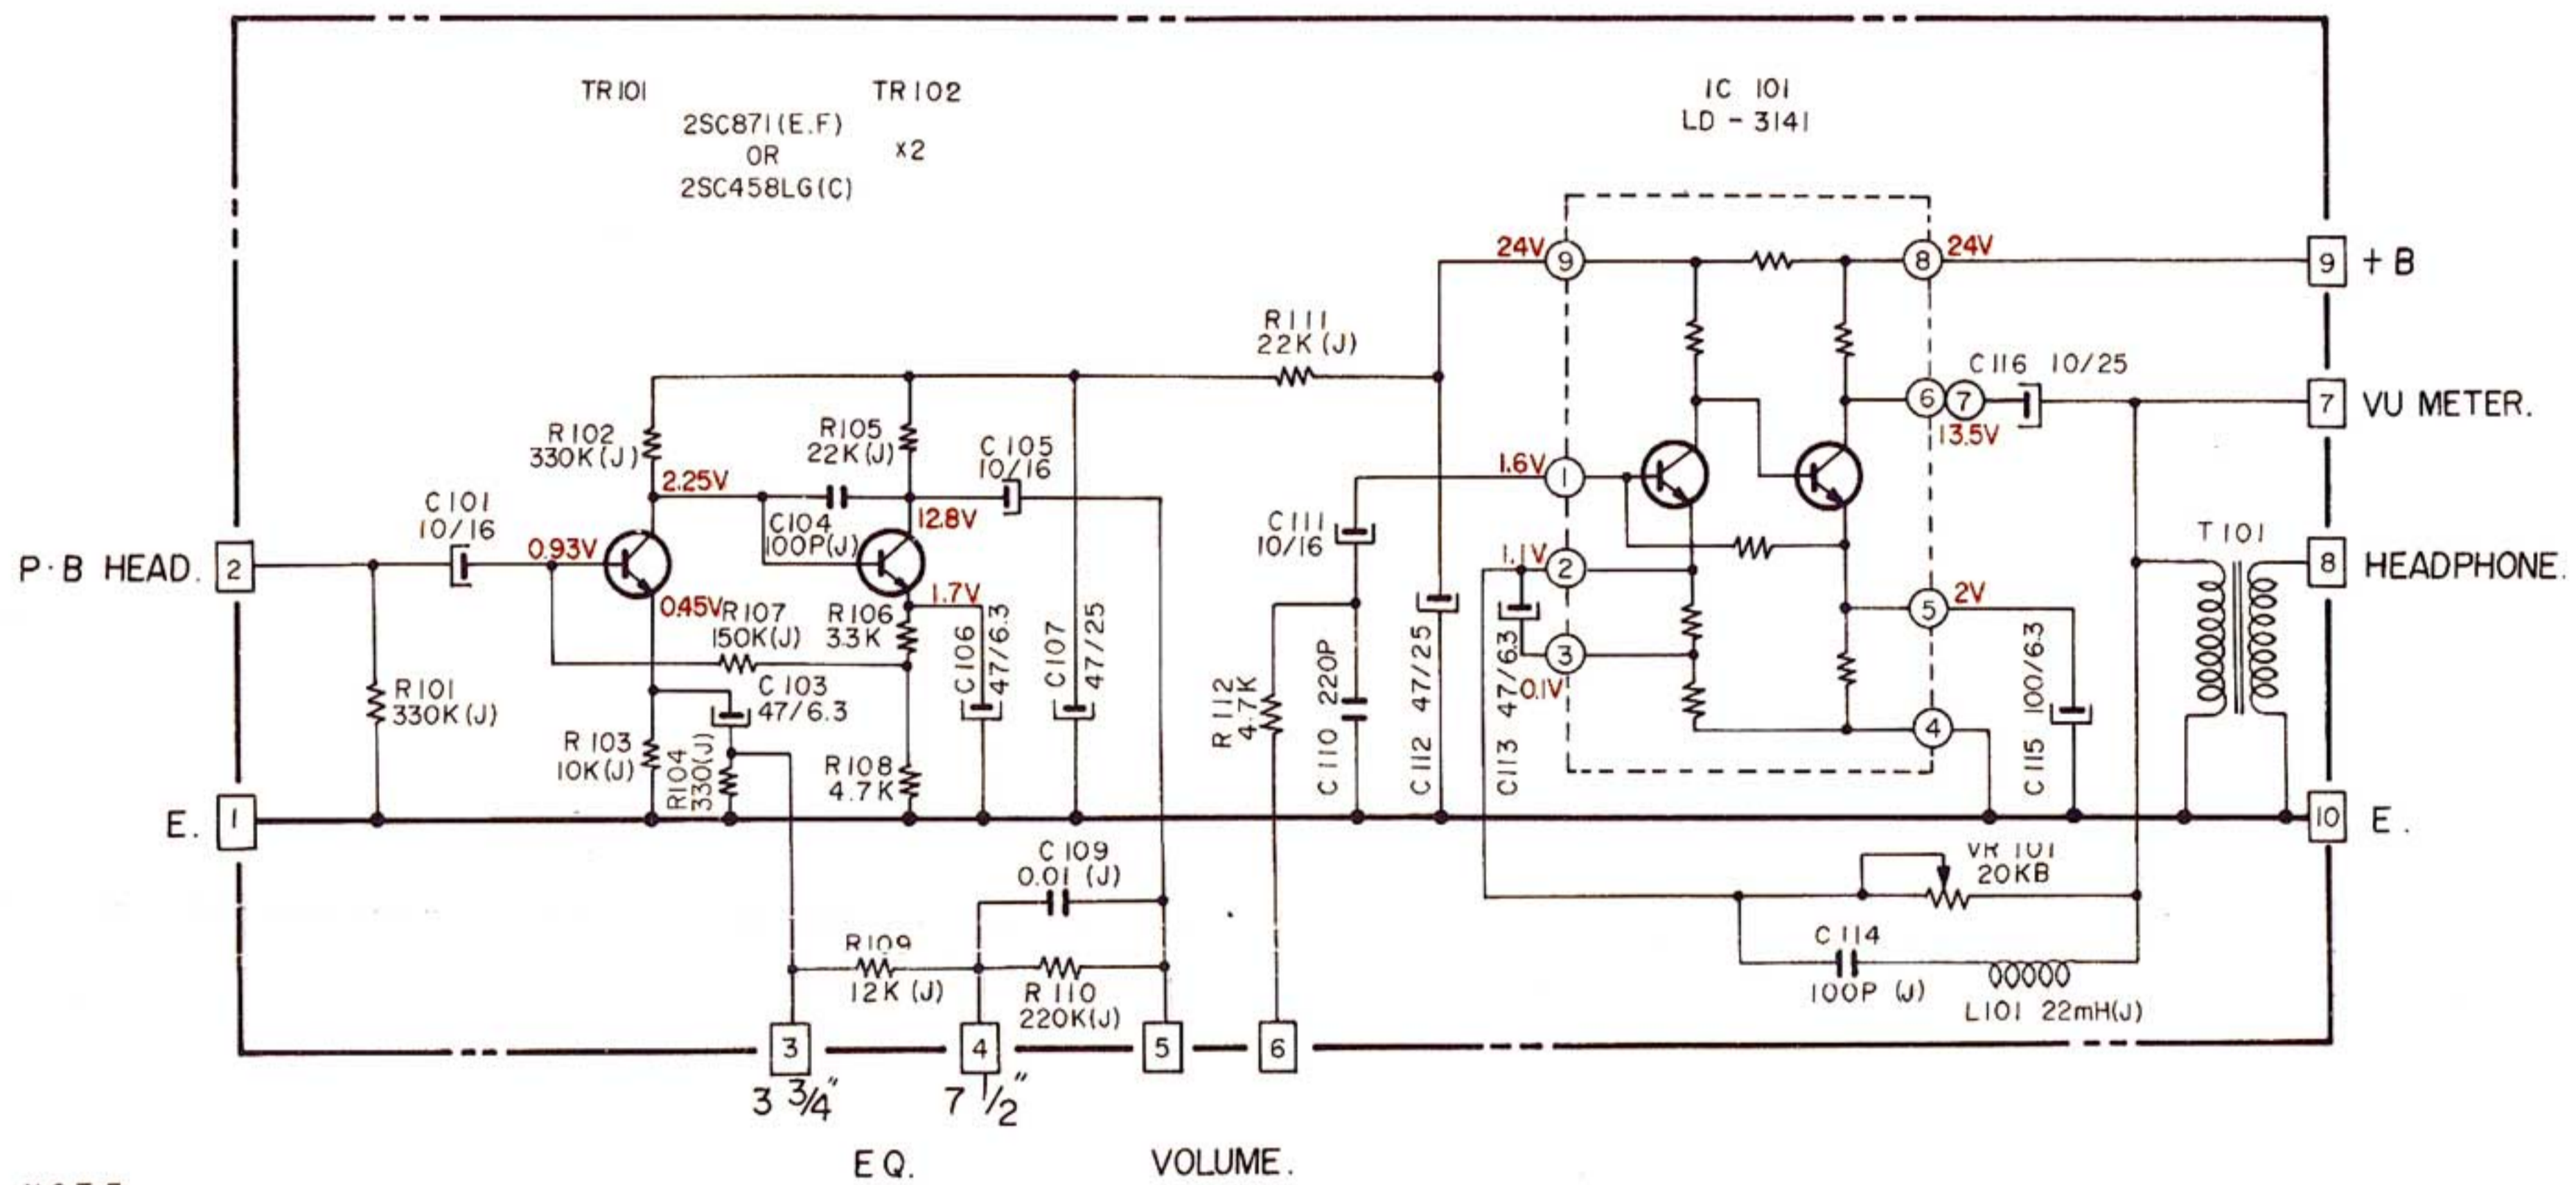 TR101
TR102
2SC871(E.F)
OR
×2
2SC458LG(C)
IC 101
LD - 3141
24V
9
8
24V
9
+B
R111
22K(J)
C116 10/25
6
7
13.5V
7
VU METER.
R102
330K(J)
R105
22K(J)
C105
10/16
2.25V
1.6V
1
C101
10/16
C104
100P(J)
12.8V
C111
10/16
T101
P·B HEAD.
2
0.93V
1.1V
2
8
HEADPHONE.
0.45V
R107
150K(J)
R106
3.3K
1.7V
C106
47/6.3
C107
47/25
5
2V
3
0.1V
R101
330K(J)
C103
47/6.3
R112
4.7K
C110 220P
C112 47/25
C113 47/6.3
C115 100/6.3
4
R103
10K(J)
R104
330(J)
R108
4.7K
E.
1
10
E.
C109
0.01 (J)
VR 101
20KB
R109
12K (J)
R110
220K(J)
C114
100P (J)
L101 22mH(J)
3
4
5
6
3 3/4"
7 1/2"
EQ.
VOLUME.